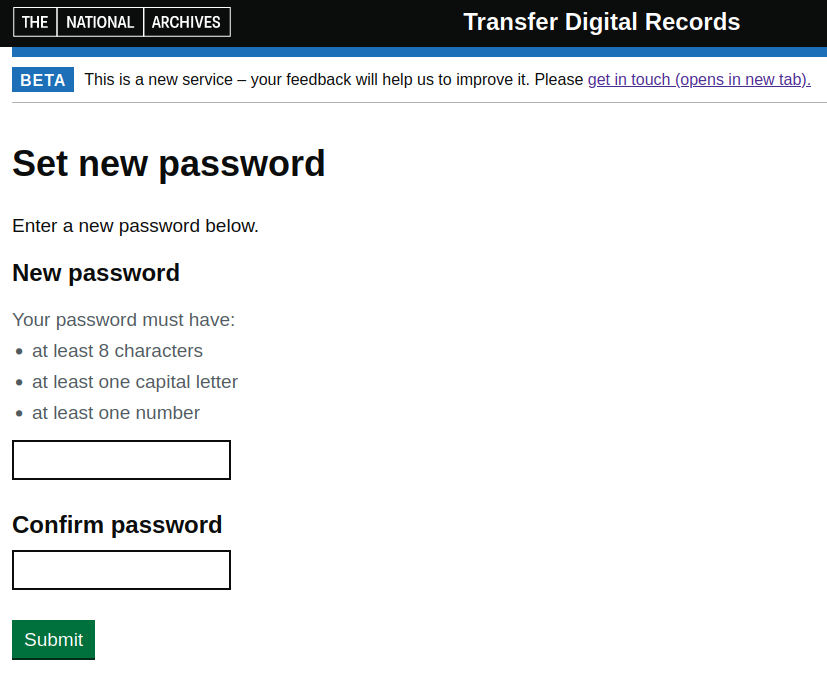 THE NATIONAL ARCHIVES
Transfer Digital Records
BETA This is a new service – your feedback will help us to improve it. Please get in touch (opens in new tab).
Set new password
Enter a new password below.
New password
Your password must have:
• at least 8 characters
• at least one capital letter
• at least one number
Confirm password
Submit